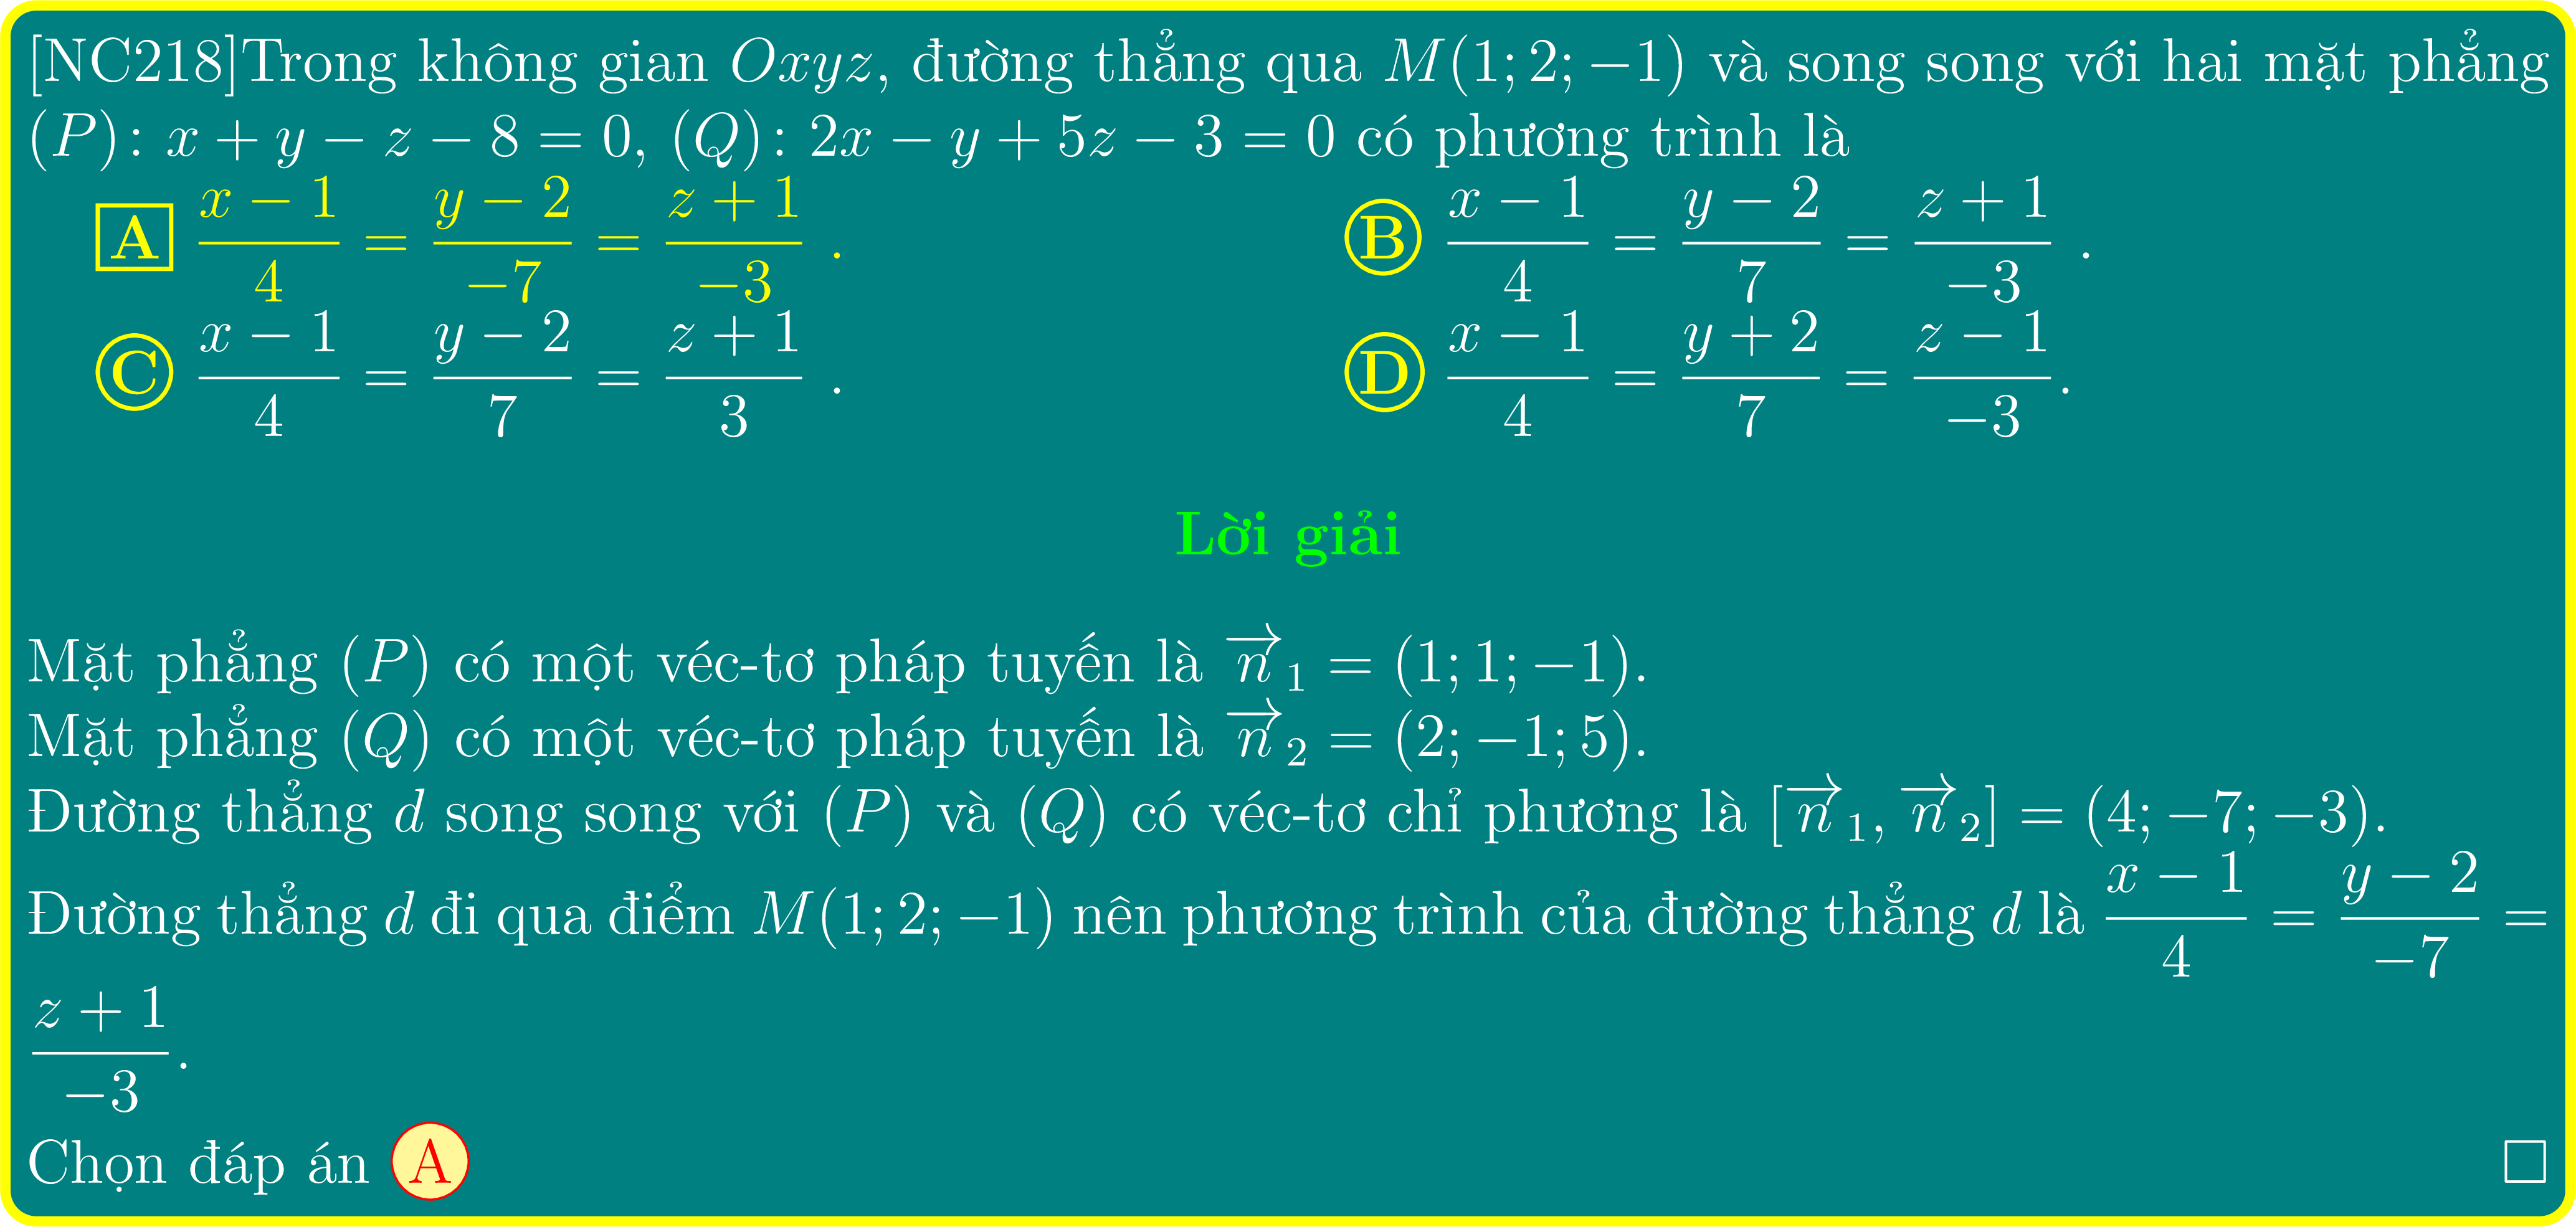 [NC218]Trong không gian Oxyz, đường thẳng qua M(1; 2; −1) và song song với hai mặt phẳng
(P): x + y − z − 8 = 0, (Q): 2x − y + 5z − 3 = 0 có phương trình là
A \frac{x − 1}{4} = \frac{y − 2}{−7} = \frac{z + 1}{−3} . B \frac{x − 1}{4} = \frac{y − 2}{7} = \frac{z + 1}{−3} .
C \frac{x − 1}{4} = \frac{y − 2}{7} = \frac{z + 1}{3} . D \frac{x − 1}{4} = \frac{y + 2}{7} = \frac{z − 1}{−3}.
Lời giải
Mặt phẳng (P) có một véc-tơ pháp tuyến là \overrightarrow{n}_1 = (1; 1; −1).
Mặt phẳng (Q) có một véc-tơ pháp tuyến là \overrightarrow{n}_2 = (2; −1; 5).
Đường thẳng d song song với (P) và (Q) có véc-tơ chỉ phương là [\overrightarrow{n}_1, \overrightarrow{n}_2] = (4; −7; −3).
Đường thẳng d đi qua điểm M(1; 2; −1) nên phương trình của đường thẳng d là \frac{x − 1}{4} = \frac{y − 2}{−7} =
\frac{z + 1}{−3}.
Chọn đáp án A □